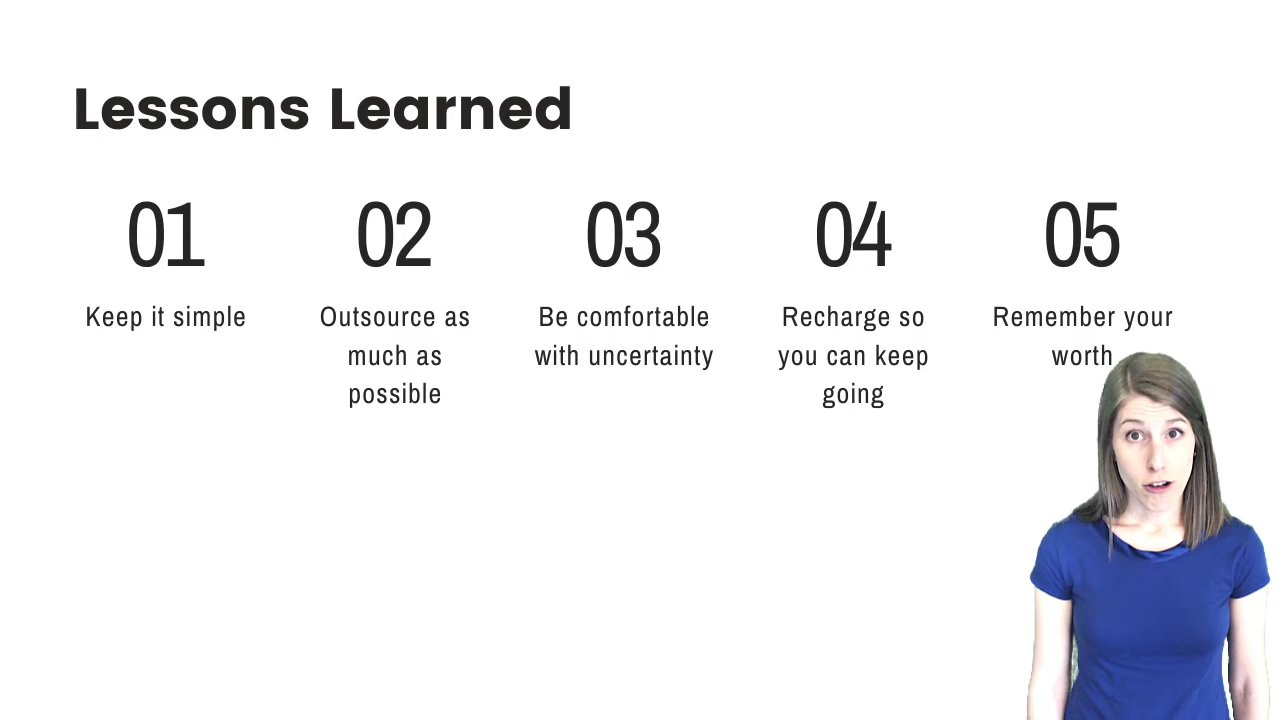 Lessons Learned
01
Keep it simple
02
Outsource as
much as
possible
03
Be comfortable
with uncertainty
04
Recharge so
you can keep
going
05
Remember your
worth